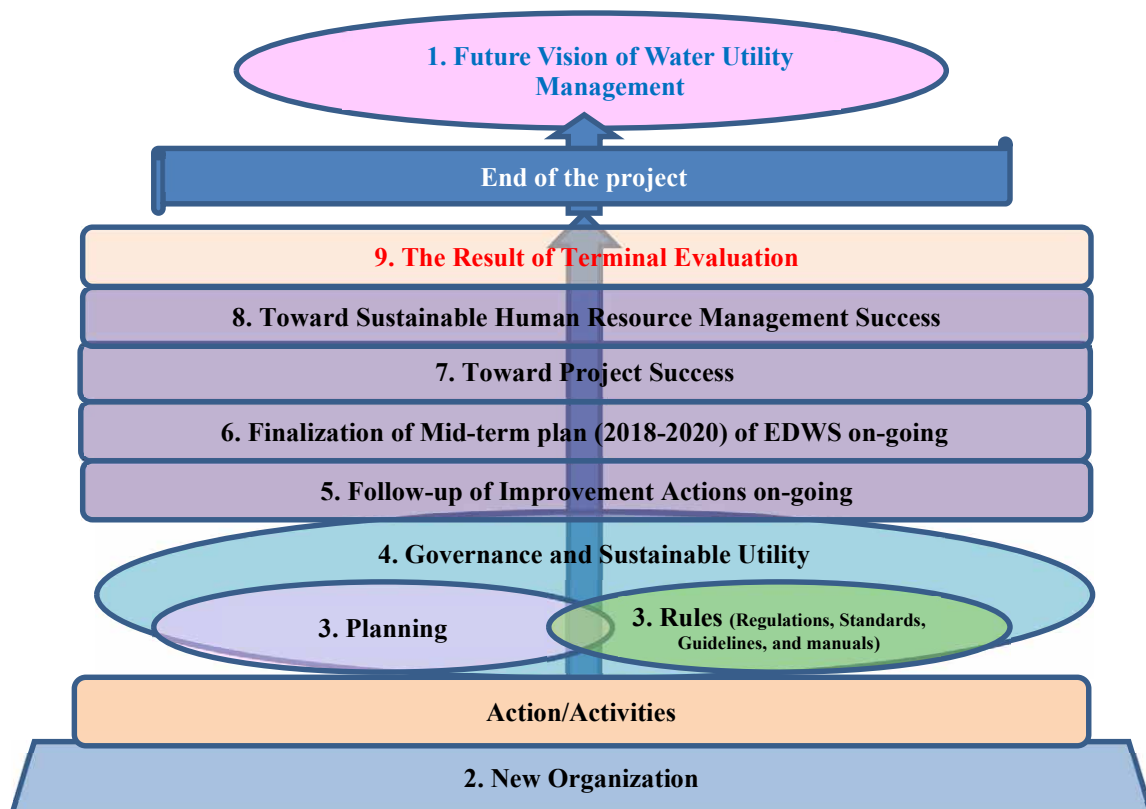 1. Future Vision of Water Utility
Management
End of the project
9. The Result of Terminal Evaluation
8. Toward Sustainable Human Resource Management Success
7. Toward Project Success
6. Finalization of Mid-term plan (2018-2020) of EDWS on-going
5. Follow-up of Improvement Actions on-going
4. Governance and Sustainable Utility
3. Planning
3. Rules (Regulations, Standards,
Guidelines, and manuals)
Action/Activities
2. New Organization